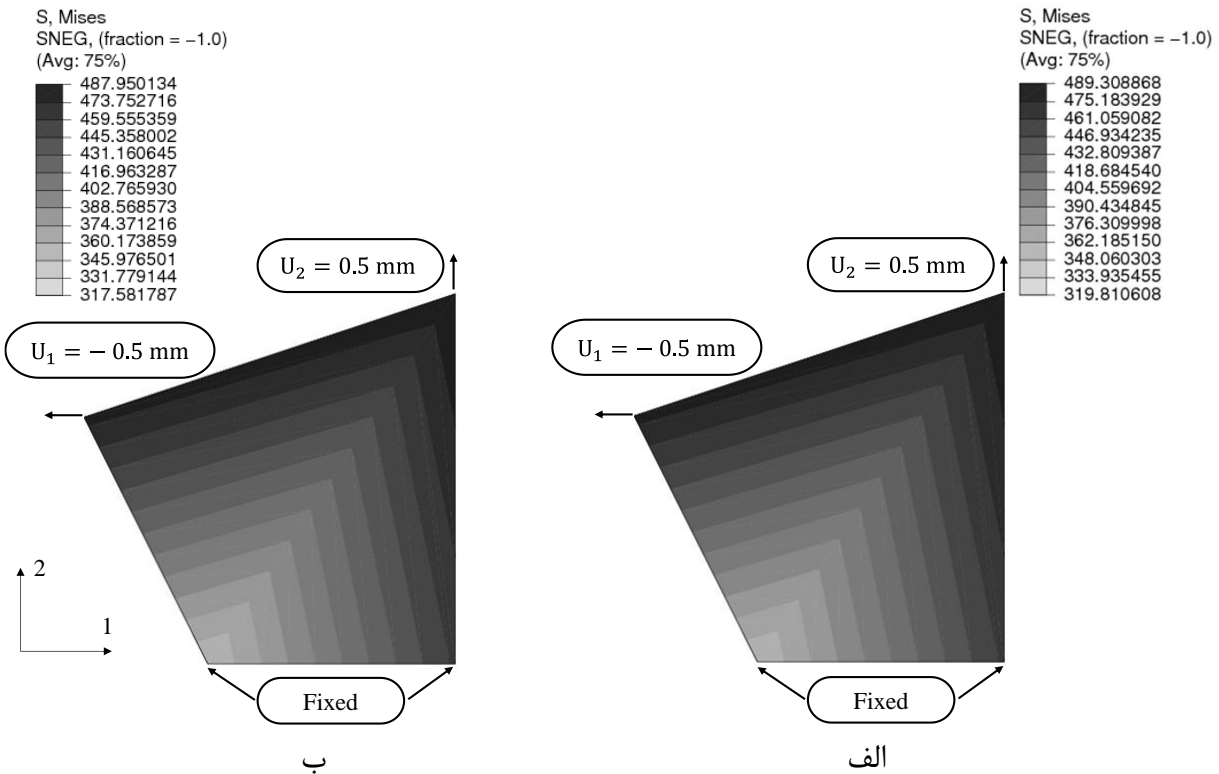 S, Mises
SNEG, (fraction = −1.0)
(Avg: 75%)
487.950134
473.752716
459.555359
445.358002
431.160645
416.963287
402.765930
388.568573
374.371216
360.173859
345.976501
331.779144
317.581787
U₂ = 0.5 mm
U₁ = − 0.5 mm
2
1
Fixed
ب
S, Mises
SNEG, (fraction = −1.0)
(Avg: 75%)
489.308868
475.183929
461.059082
446.934235
432.809387
418.684540
404.559692
390.434845
376.309998
362.185150
348.060303
333.935455
319.810608
U₂ = 0.5 mm
U₁ = − 0.5 mm
Fixed
الف